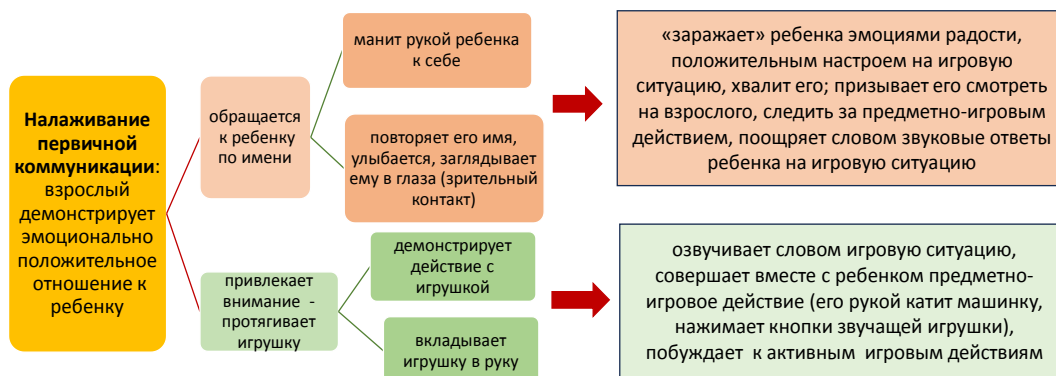 Налаживание
первичной
коммуникации:
взрослый
демонстрирует
эмоционально
положительное
отношение к
ребенку
обращается
к ребенку
по имени
манит рукой ребенка
к себе
повторяет его имя,
улыбается, заглядывает
ему в глаза (зрительный
контакт)
«заражает» ребенка эмоциями радости,
положительным настроем на игровую
ситуацию, хвалит его; призывает его смотреть
на взрослого, следить за предметно-игровым
действием, поощряет словом звуковые ответы
ребенка на игровую ситуацию
привлекает
внимание -
протягивает
игрушку
демонстрирует
действие с
игрушкой
вкладывает
игрушку в руку
озвучивает словом игровую ситуацию,
совершает вместе с ребенком предметно-
игровое действие (его рукой катит машинку,
нажимает кнопки звучащей игрушки),
побуждает к активным игровым действиям